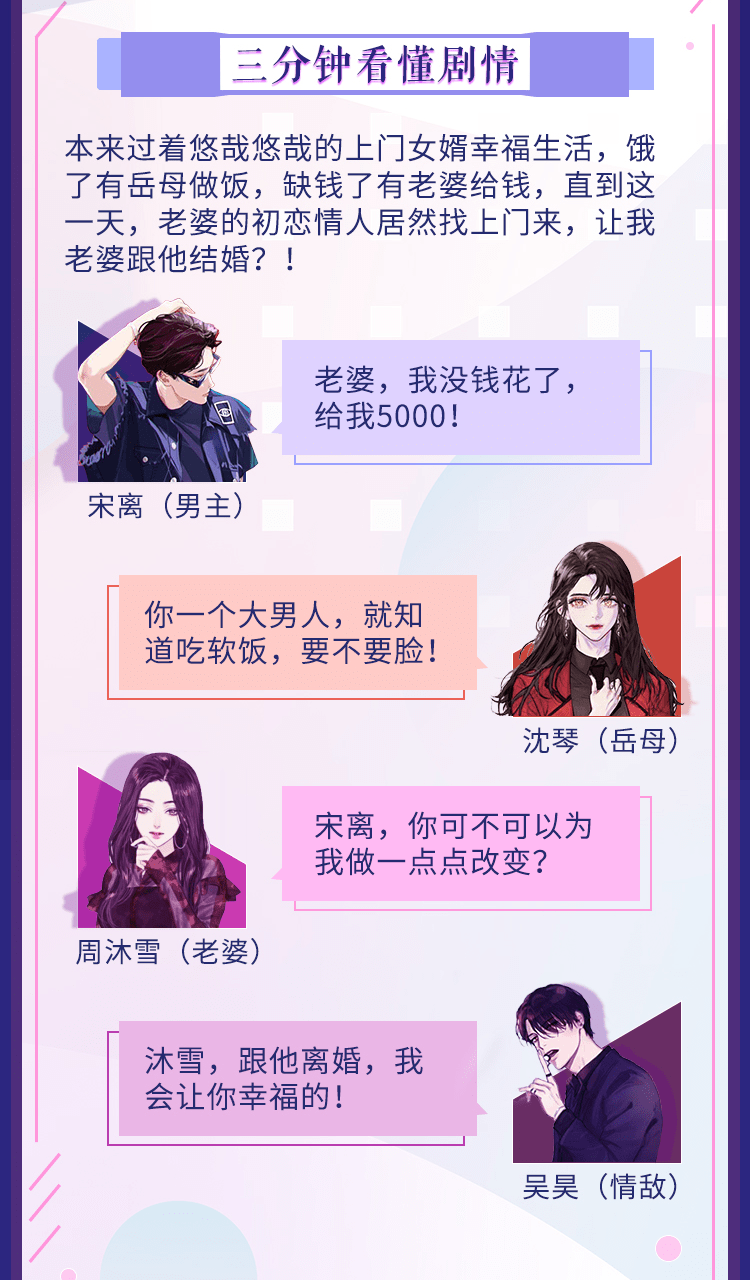 三分钟看懂剧情
本来过着悠哉悠哉的上门女婿幸福生活，饿
了有岳母做饭，缺钱了有老婆给钱，直到这
一天，老婆的初恋情人居然找上门来，让我
老婆跟他结婚？！
老婆，我没钱花了，
给我5000！
宋离（男主）
你一个大男人，就知
道吃软饭，要不要脸！
沈琴（岳母）
宋离，你可不可以为
我做一点点改变？
周沐雪（老婆）
沐雪，跟他离婚，我
会让你幸福的！
吴昊（情敌）